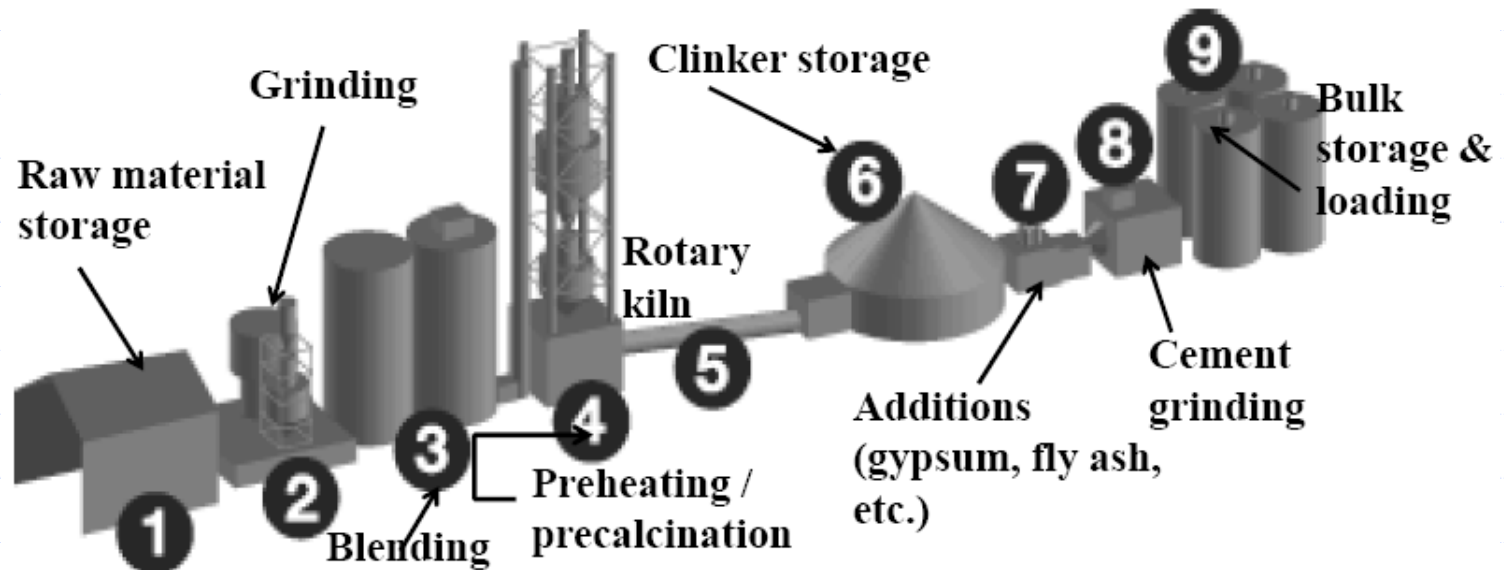 Grinding
Raw material
storage
1
2
3
Blending
4
Preheating /
precalcination
Rotary
kiln
5
Clinker storage
6
7
Additions
(gypsum, fly ash,
etc.)
8
Cement
grinding
9
Bulk
storage &
loading